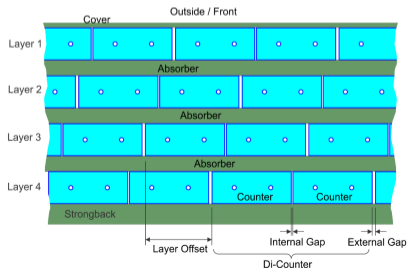 Outside / Front
Cover
Layer 1
Absorber
Layer 2
Absorber
Layer 3
Absorber
Layer 4
Counter
Counter
Strongback
Layer Offset
Internal Gap
External Gap
Di-Counter